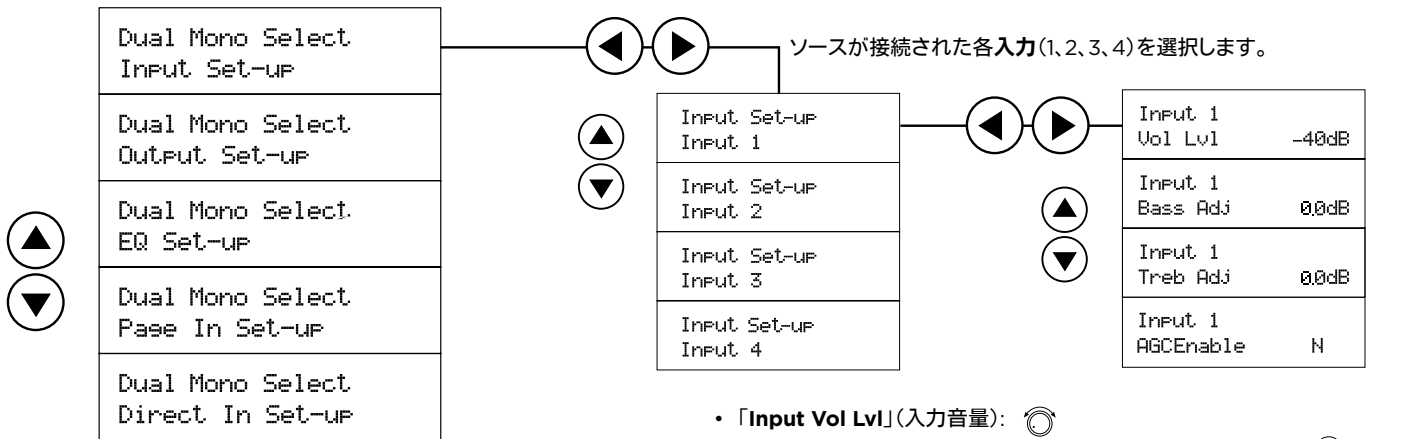 Dual Mono Select
Input Set-up
Dual Mono Select
Output Set-up
Dual Mono Select
EQ Set-up
Dual Mono Select
Page In Set-up
Dual Mono Select
Direct In Set-up
ソースが接続された各入力(1、2、3、4)を選択します。
Input Set-up
Input 1
Input Set-up
Input 2
Input Set-up
Input 3
Input Set-up
Input 4
Input 1
Vol Lvl -40dB
Input 1
Bass Adj 0.0dB
Input 1
Treb Adj 0.0dB
Input 1
AGCEnable N
• 「Input Vol Lvl」(入力音量):